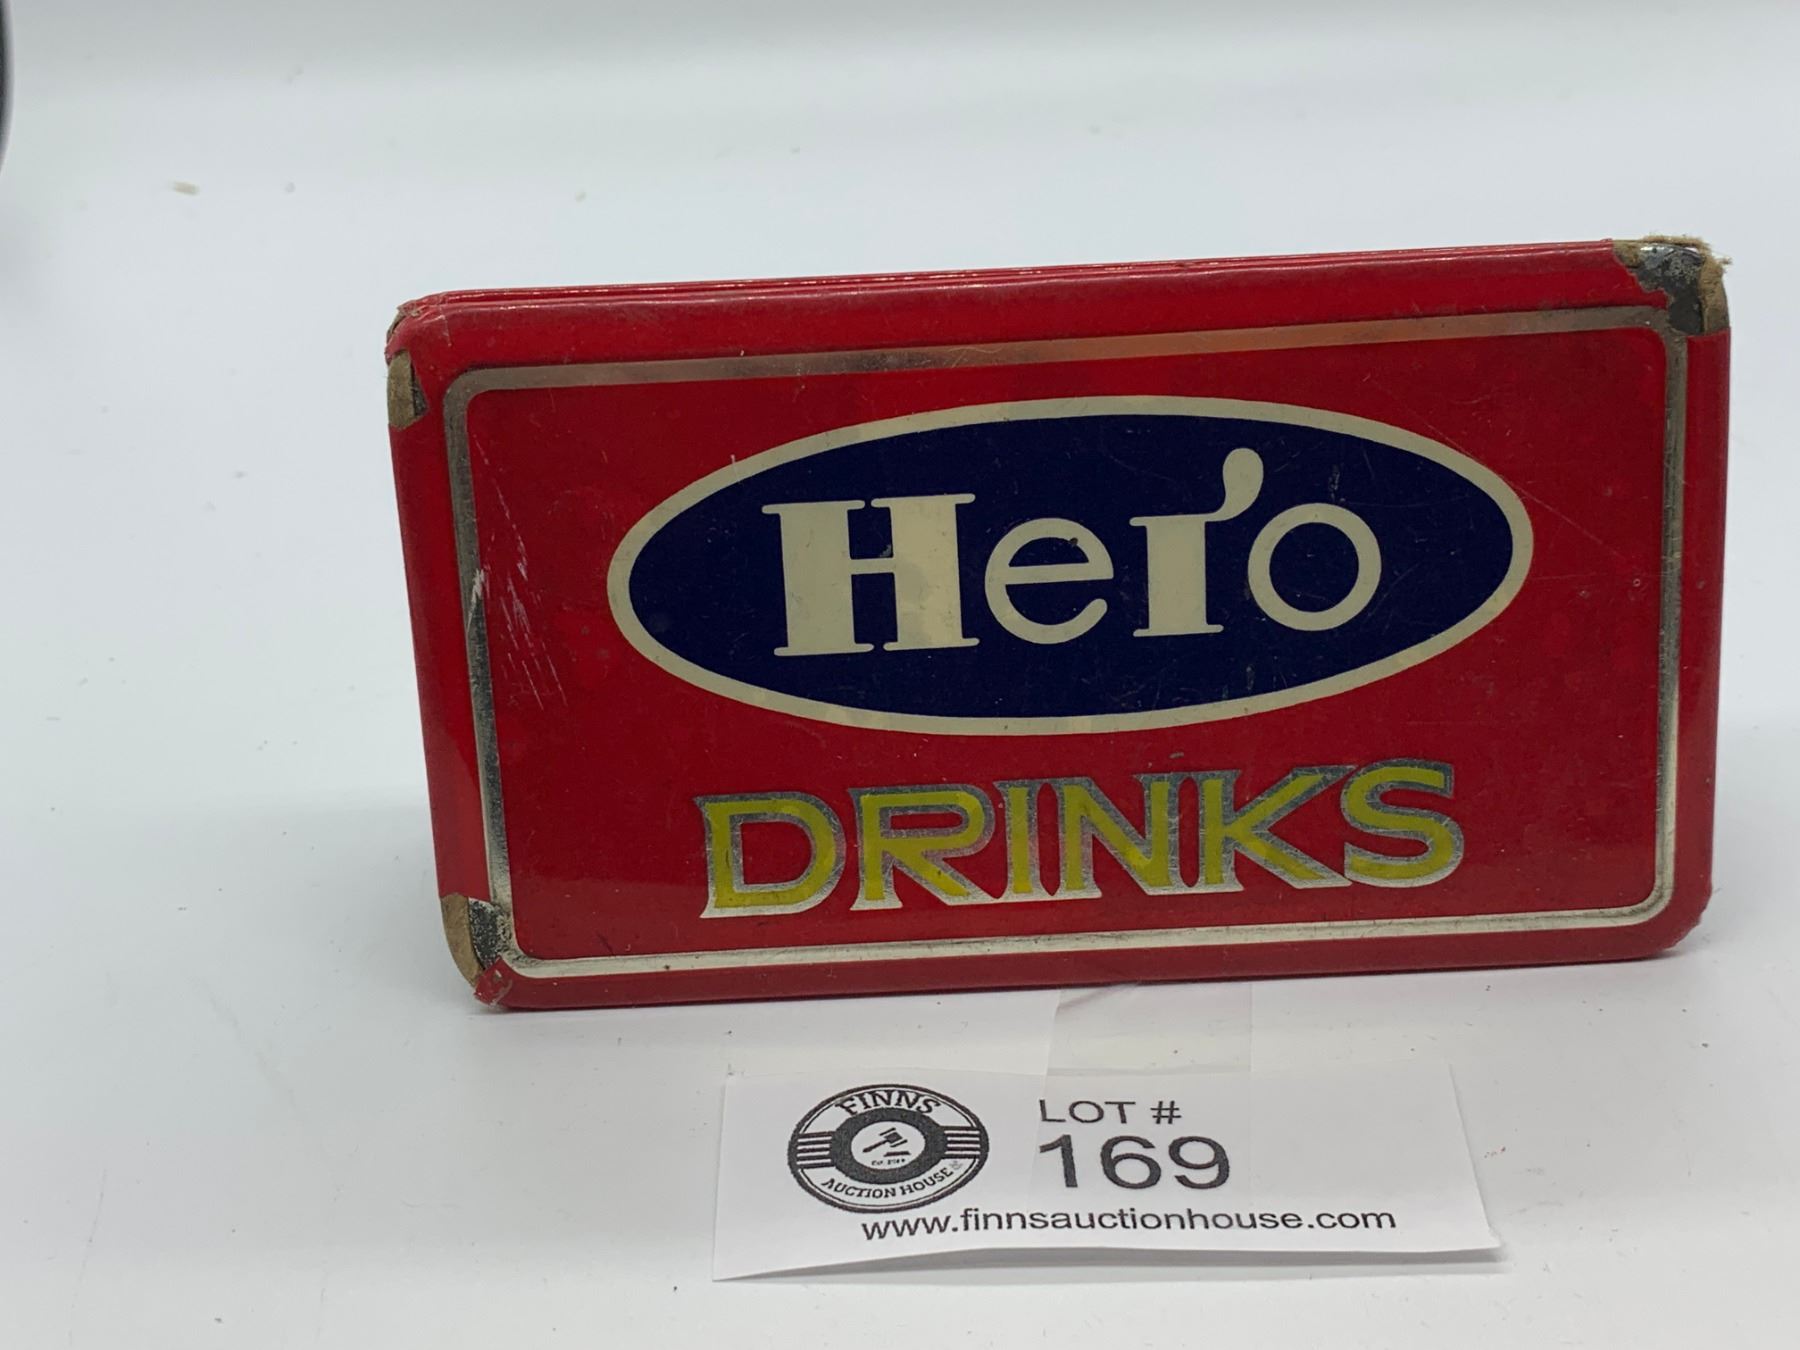 Hero
DRINKS
FINNS
AUCTION HOUSE
LOT #
169
www.finnsauctionhouse.com